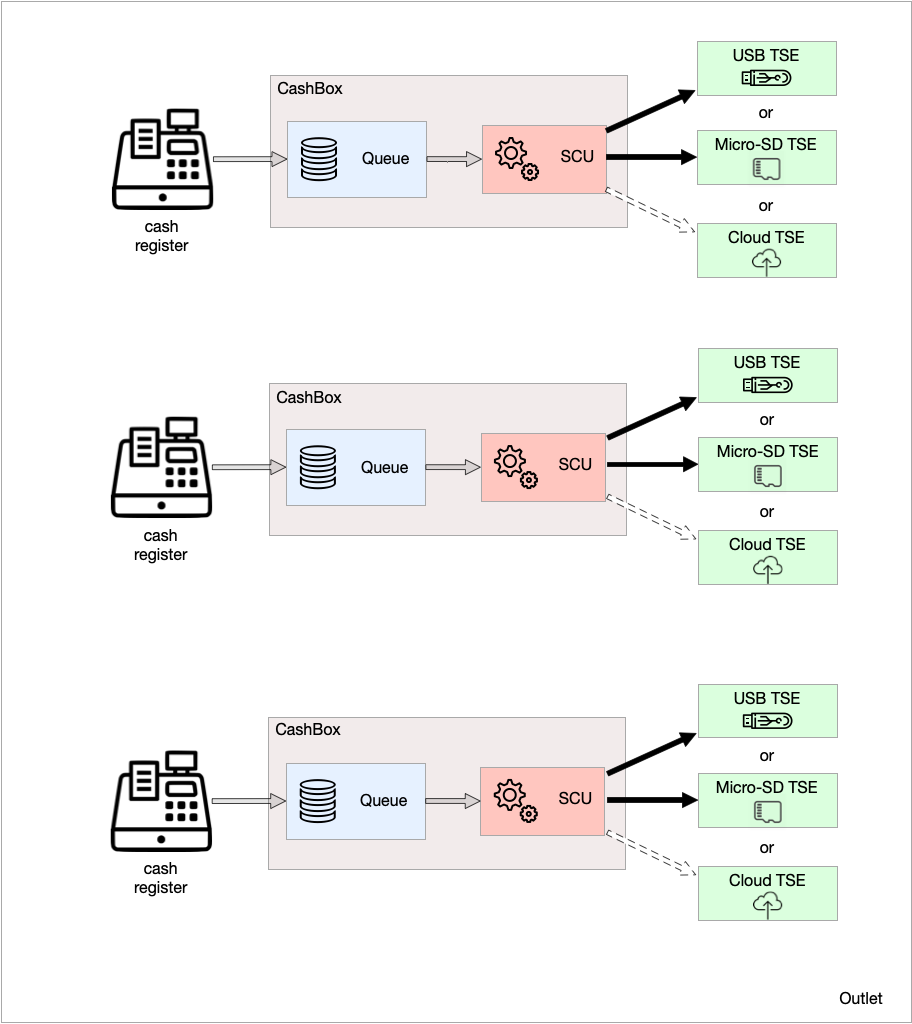 USB TSE
CashBox
or
Micro-SD TSE
Queue
SCU
or
cash
register
Cloud TSE
USB TSE
CashBox
or
Micro-SD TSE
Queue
SCU
or
cash
register
Cloud TSE
USB TSE
CashBox
or
Micro-SD TSE
Queue
SCU
or
cash
register
Cloud TSE
Outlet